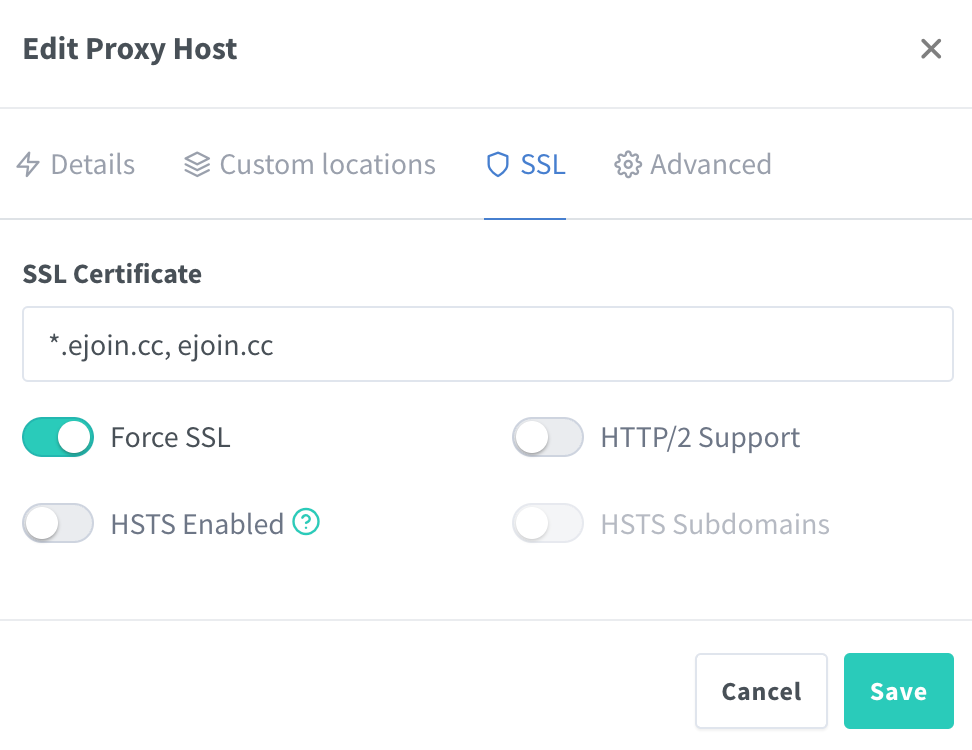 Edit Proxy Host
Details Custom locations SSL Advanced
SSL Certificate
*.ejoin.cc, ejoin.cc
Force SSL HTTP/2 Support
HSTS Enabled ? HSTS Subdomains
Cancel Save